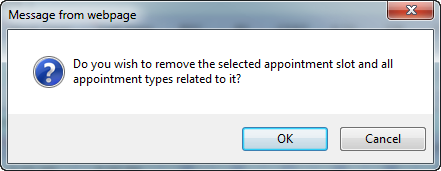 Message from webpage
Do you wish to remove the selected appointment slot and all
appointment types related to it?
OK
Cancel